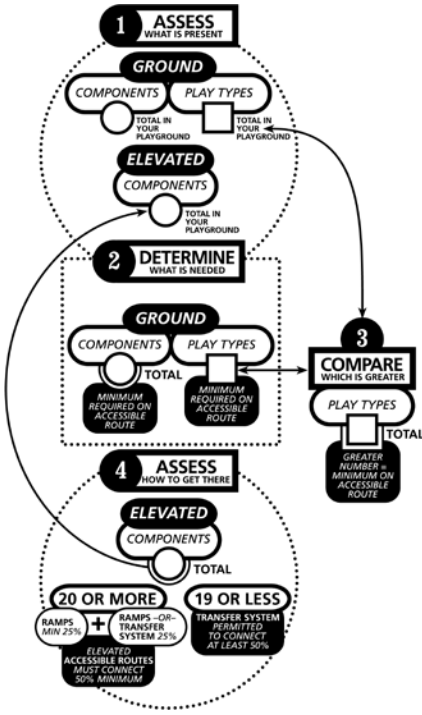 1 ASSESS
WHAT IS PRESENT
GROUND
COMPONENTS
TOTAL IN
YOUR
PLAYGROUND
PLAY TYPES
TOTAL IN
YOUR
PLAYGROUND
ELEVATED
COMPONENTS
TOTAL IN
YOUR
PLAYGROUND
2 DETERMINE
WHAT IS NEEDED
GROUND
COMPONENTS
TOTAL
MINIMUM
REQUIRED ON
ACCESSIBLE
ROUTE
PLAY TYPES
MINIMUM
REQUIRED ON
ACCESSIBLE
ROUTE
3
COMPARE
WHICH IS GREATER
PLAY TYPES
TOTAL
GREATER
NUMBER =
MINIMUM ON
ACCESSIBLE
ROUTE
4 ASSESS
HOW TO GET THERE
ELEVATED
COMPONENTS
TOTAL
20 OR MORE
RAMPS
MIN 25%
+
RAMPS –OR–
TRANSFER
SYSTEM 25%
ELEVATED
ACCESSIBLE ROUTES
MUST CONNECT
50% MINIMUM
19 OR LESS
TRANSFER SYSTEM
PERMITTED
TO CONNECT
AT LEAST 50%